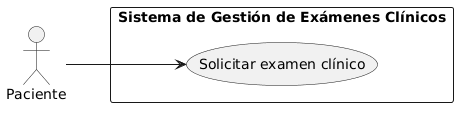 Sistema de Gestión de Exámenes Clínicos
Solicitar examen clínico
Paciente